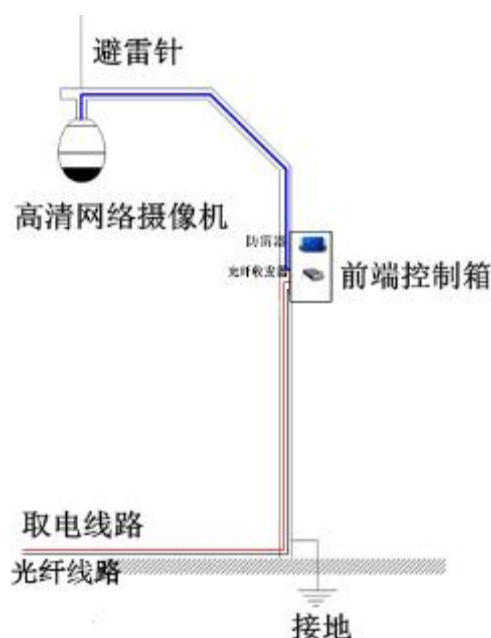 避雷针
高清网络摄像机
防雷器
光纤收发器
前端控制箱
取电线路
光纤线路
接地